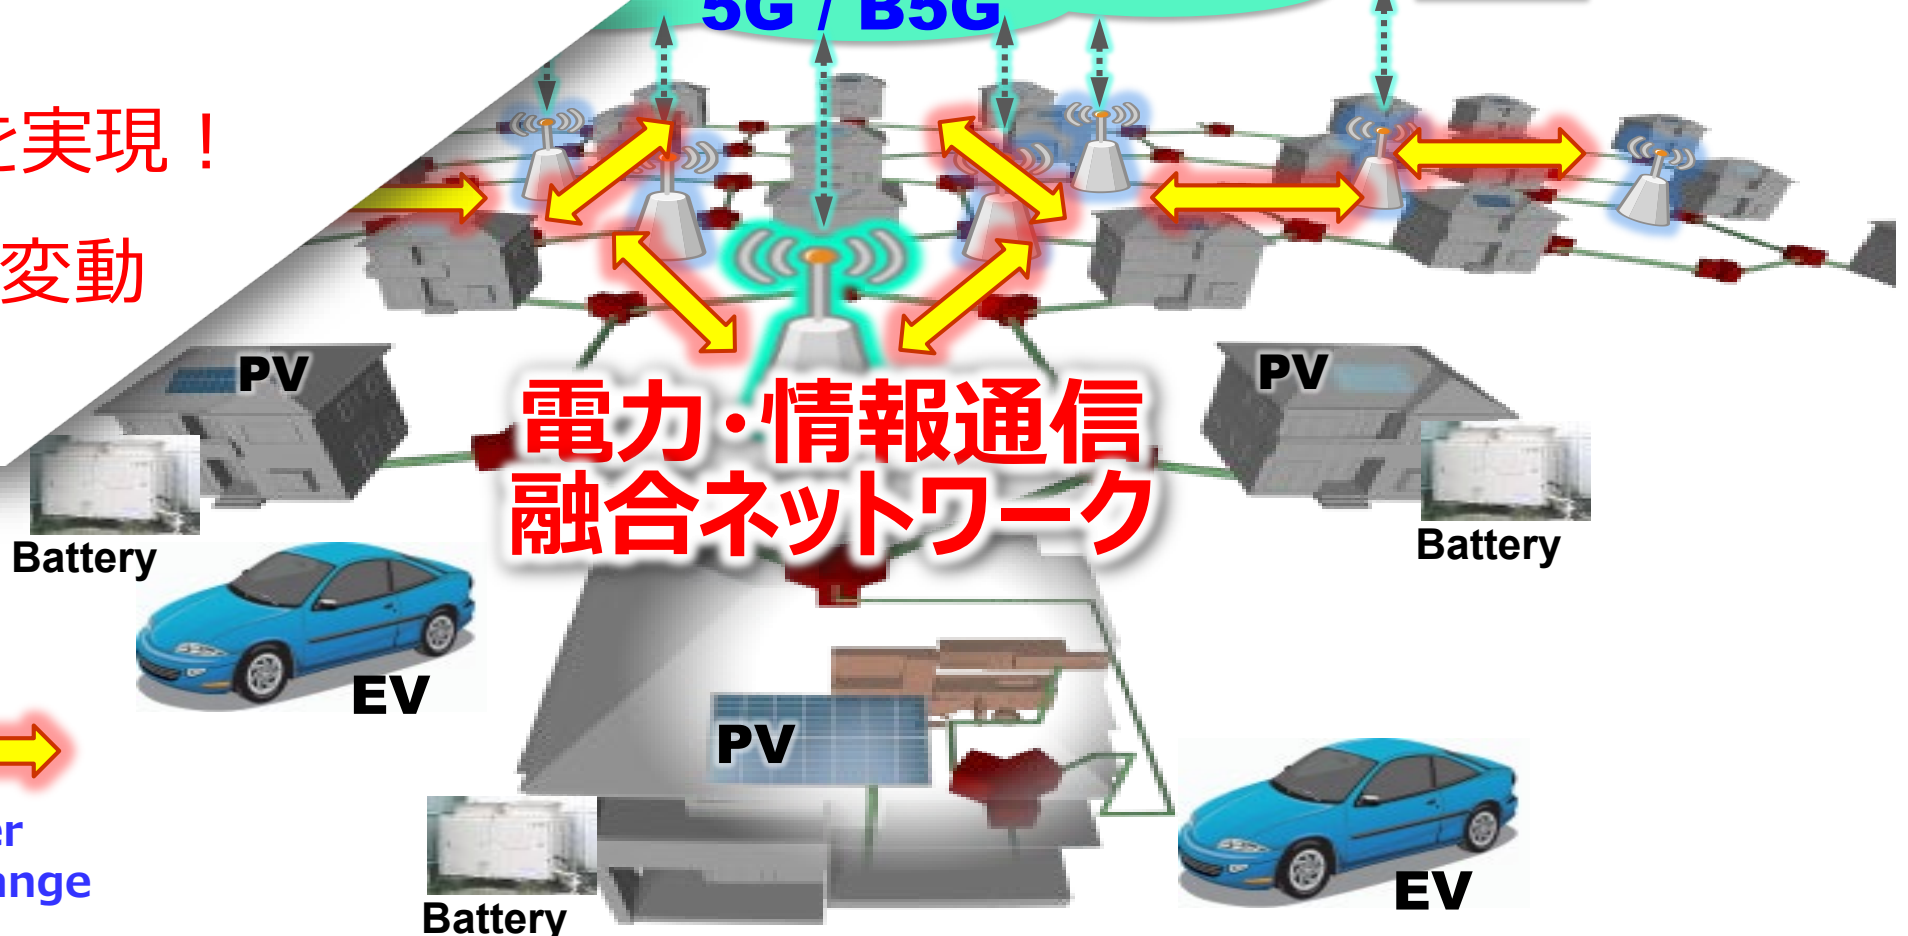 5G / B5G
を実現！
変動
PV
PV
電力・情報通信
融合ネットワーク
Battery
Battery
EV
PV
er
ange
EV
Battery